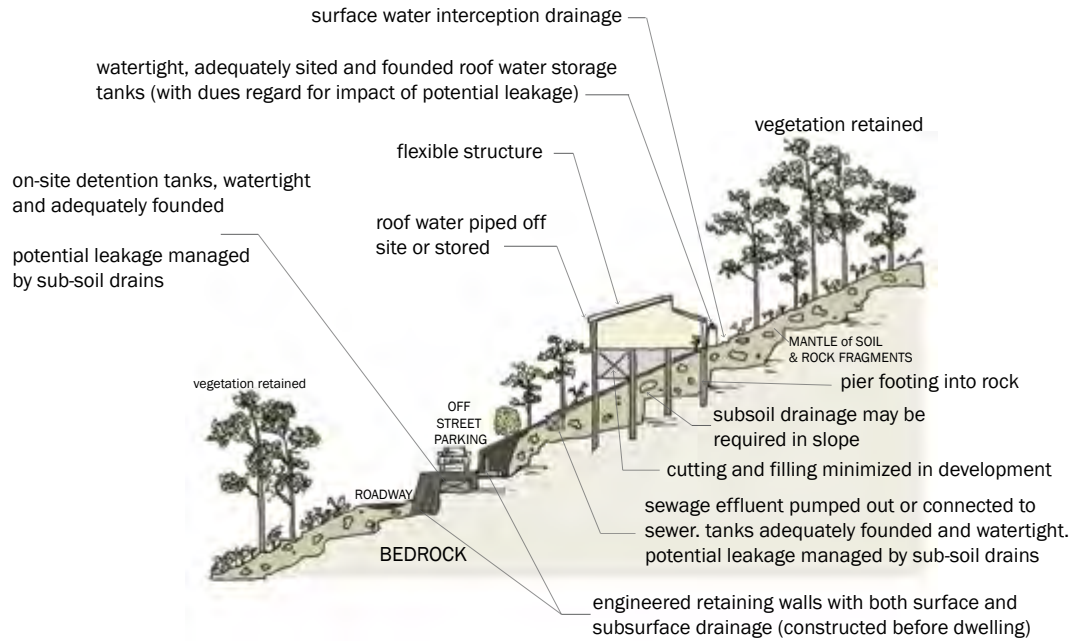 surface water interception drainage
watertight, adequately sited and founded roof water storage
tanks (with dues regard for impact of potential leakage)
vegetation retained
flexible structure
on-site detention tanks, watertight
and adequately founded
potential leakage managed
by sub-soil drains
roof water piped off
site or stored
MANTLE of SOIL
& ROCK FRAGMENTS
pier footing into rock
vegetation retained
OFF
STREET
PARKING
subsoil drainage may be
required in slope
cutting and filling minimized in development
ROADWAY
sewage effluent pumped out or connected to
sewer. tanks adequately founded and watertight.
potential leakage managed by sub-soil drains
BEDROCK
engineered retaining walls with both surface and
subsurface drainage (constructed before dwelling)